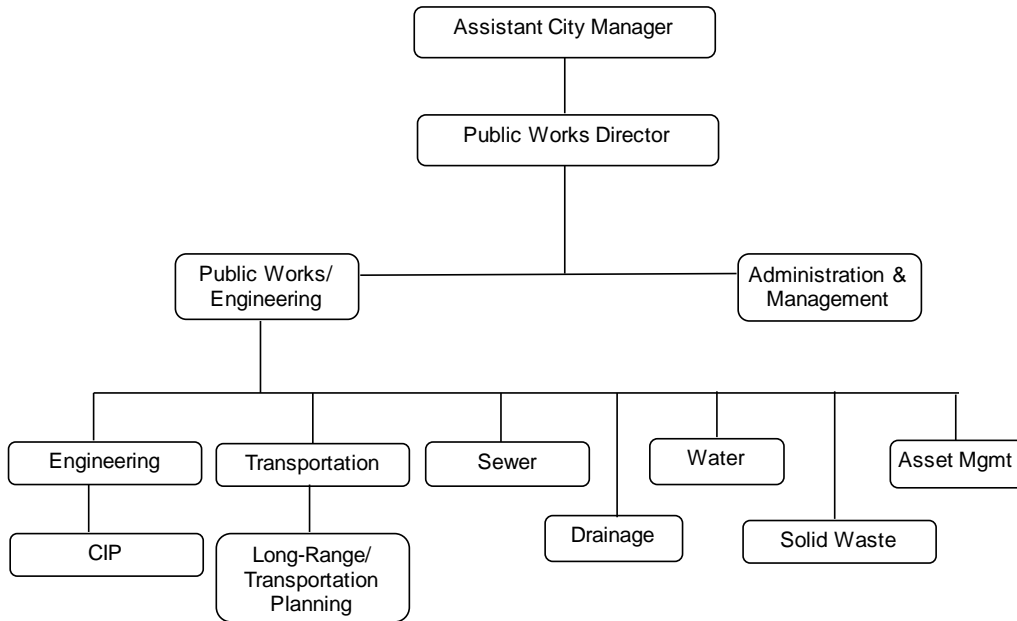 Assistant City Manager
Public Works Director
Public Works/
Engineering
Administration &
Management
Engineering
Transportation
Sewer
Water
Asset Mgmt
CIP
Long-Range/
Transportation
Planning
Drainage
Solid Waste